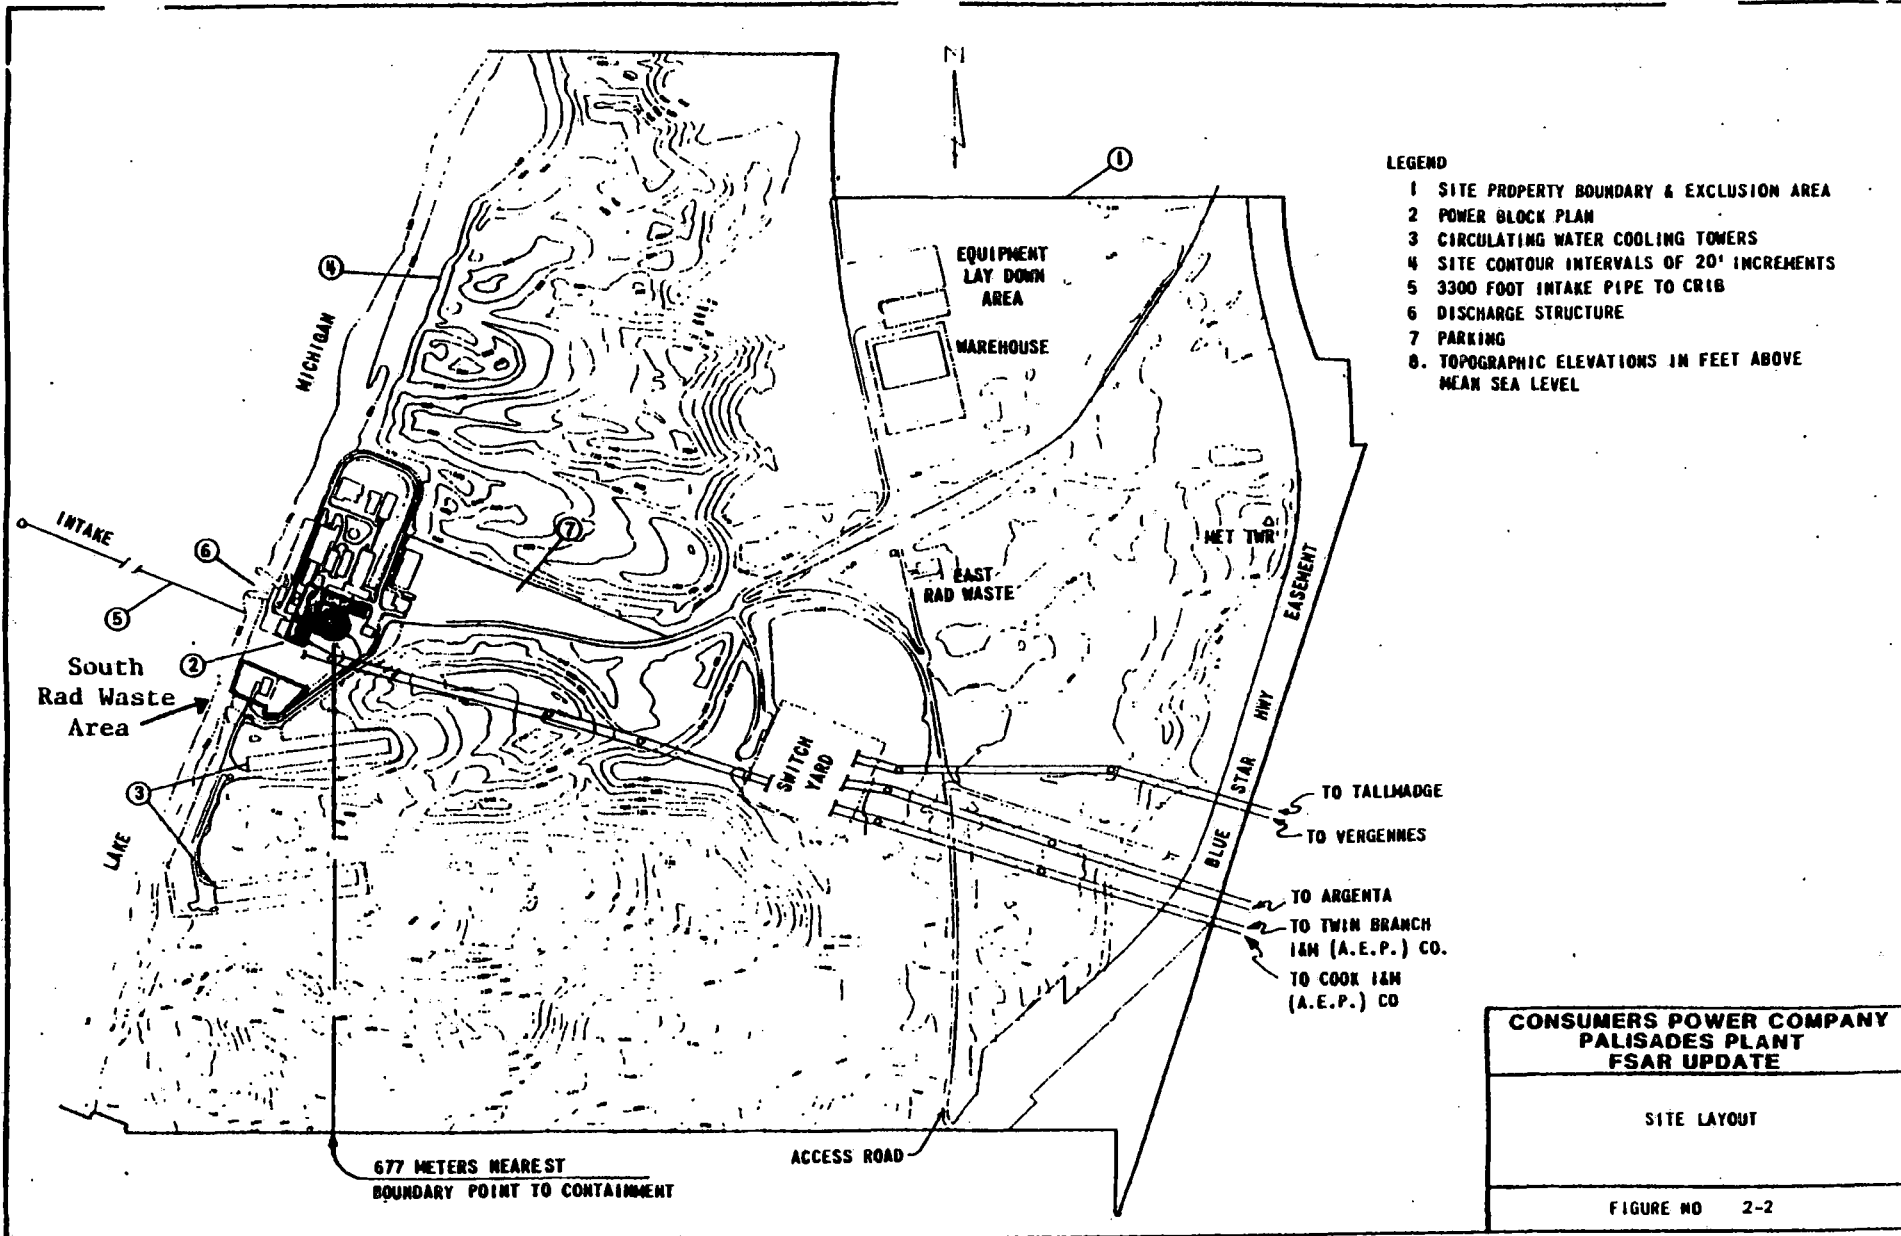 N
1
LEGEND
1 SITE PROPERTY BOUNDARY & EXCLUSION AREA
2 POWER BLOCK PLAN
3 CIRCULATING WATER COOLING TOWERS
4 SITE CONTOUR INTERVALS OF 20' INCREMENTS
5 3300 FOOT INTAKE PIPE TO CRIB
6 DISCHARGE STRUCTURE
7 PARKING
8. TOPOGRAPHIC ELEVATIONS IN FEET ABOVE
MEAN SEA LEVEL
EQUIPMENT
LAY DOWN
AREA
WAREHOUSE
4
MICHIGAN
INTAKE
7
6
5
MET TWR
EASEMENT
EAST
RAD WASTE
2
South
Rad Waste
Area
HWY
STAR
BLUE
SWITCH
YARD
3
LAKE
TO TALLMADGE
TO VERGENNES
TO ARGENTA
TO TWIN BRANCH
I&M (A.E.P.) CO.
TO COOK I&M
(A.E.P.) CO
ACCESS ROAD
677 METERS NEAREST
BOUNDARY POINT TO CONTAINMENT
CONSUMERS POWER COMPANY
PALISADES PLANT
FSAR UPDATE
SITE LAYOUT
FIGURE NO 2-2